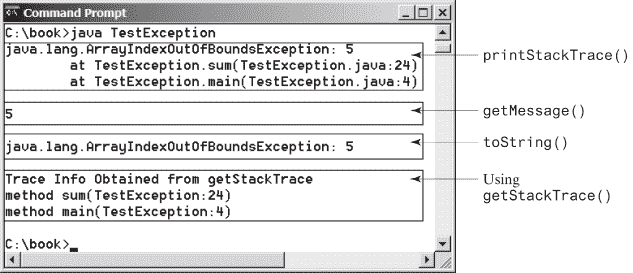 Command Prompt
C:\book>java TestException
java.lang.ArrayIndexOutOfBoundsException: 5
at TestException.sum(TestException.java:24)
at TestException.main(TestException.java:4)
printStackTrace()
5
getMessage()
java.lang.ArrayIndexOutOfBoundsException: 5
toString()
Trace Info Obtained from getStackTrace
method sum(TestException:24)
method main(TestException:4)
Using
getStackTrace()
C:\book>_